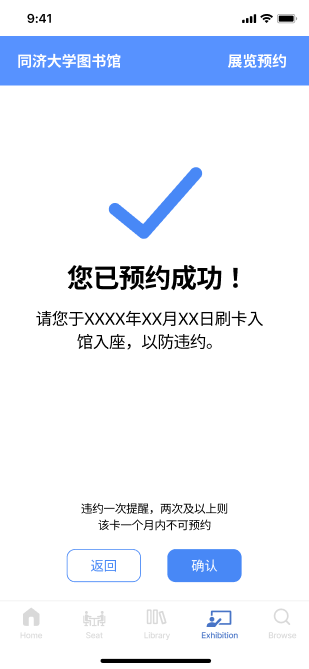 9:41
同济大学图书馆 展览预约
您已预约成功！
请您于XXXX年XX月XX日刷卡入
馆入座，以防违约。
违约一次提醒，两次及以上则
该卡一个月内不可预约
返回 确认
Home Seat Library Exhibition Browse